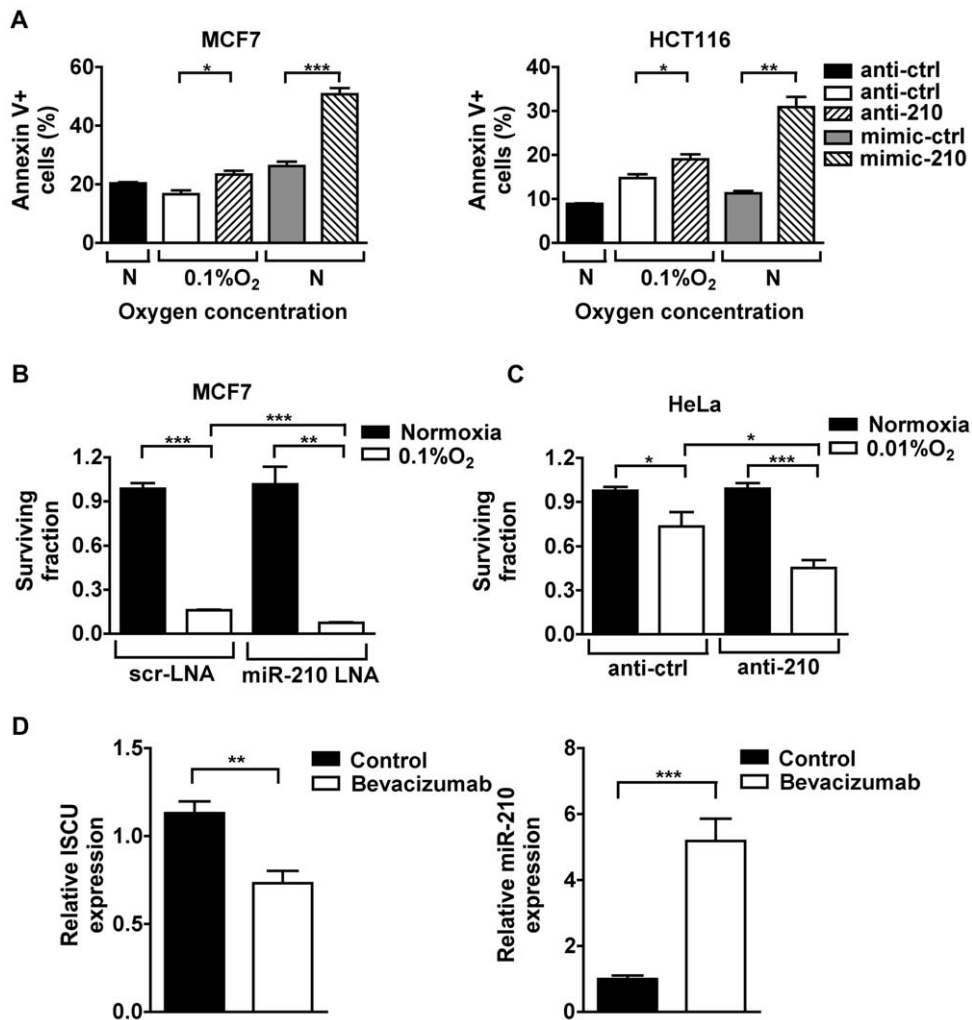 A
MCF7
Annexin V+
cells (%)
60
40
20
0
*
***
N
0.1%O₂
N
Oxygen concentration
HCT116
Annexin V+
cells (%)
40
30
20
10
0
*
**
N
0.1%O₂
N
Oxygen concentration
anti-ctrl
anti-ctrl
anti-210
mimic-ctrl
mimic-210
B
MCF7
Normoxia
0.1%O₂
Surviving
fraction
1.2
0.9
0.6
0.3
0.0
***
***
**
scr-LNA
miR-210 LNA
C
HeLa
Normoxia
0.01%O₂
Surviving
fraction
1.2
0.9
0.6
0.3
0.0
*
*
***
anti-ctrl
anti-210
D
Relative ISCU
expression
1.5
1.0
0.5
0.0
**
Control
Bevacizumab
Relative miR-210
expression
8
6
4
2
0
***
Control
Bevacizumab